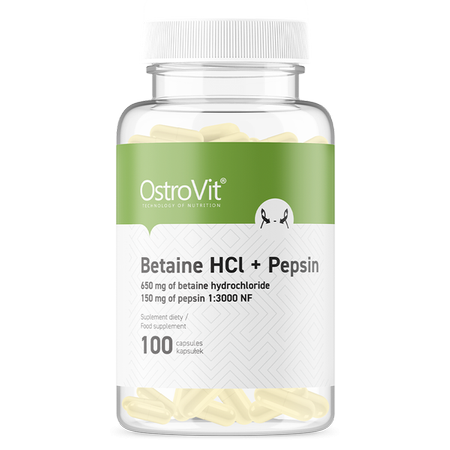 OstroVit®
TECHNOLOGY OF NUTRITION
Betaine HCl + Pepsin
650 mg of betaine hydrochloride
150 mg of pepsin 1:3000 NF
Suplement diety /
Food supplement
100 capsules
kapsułek